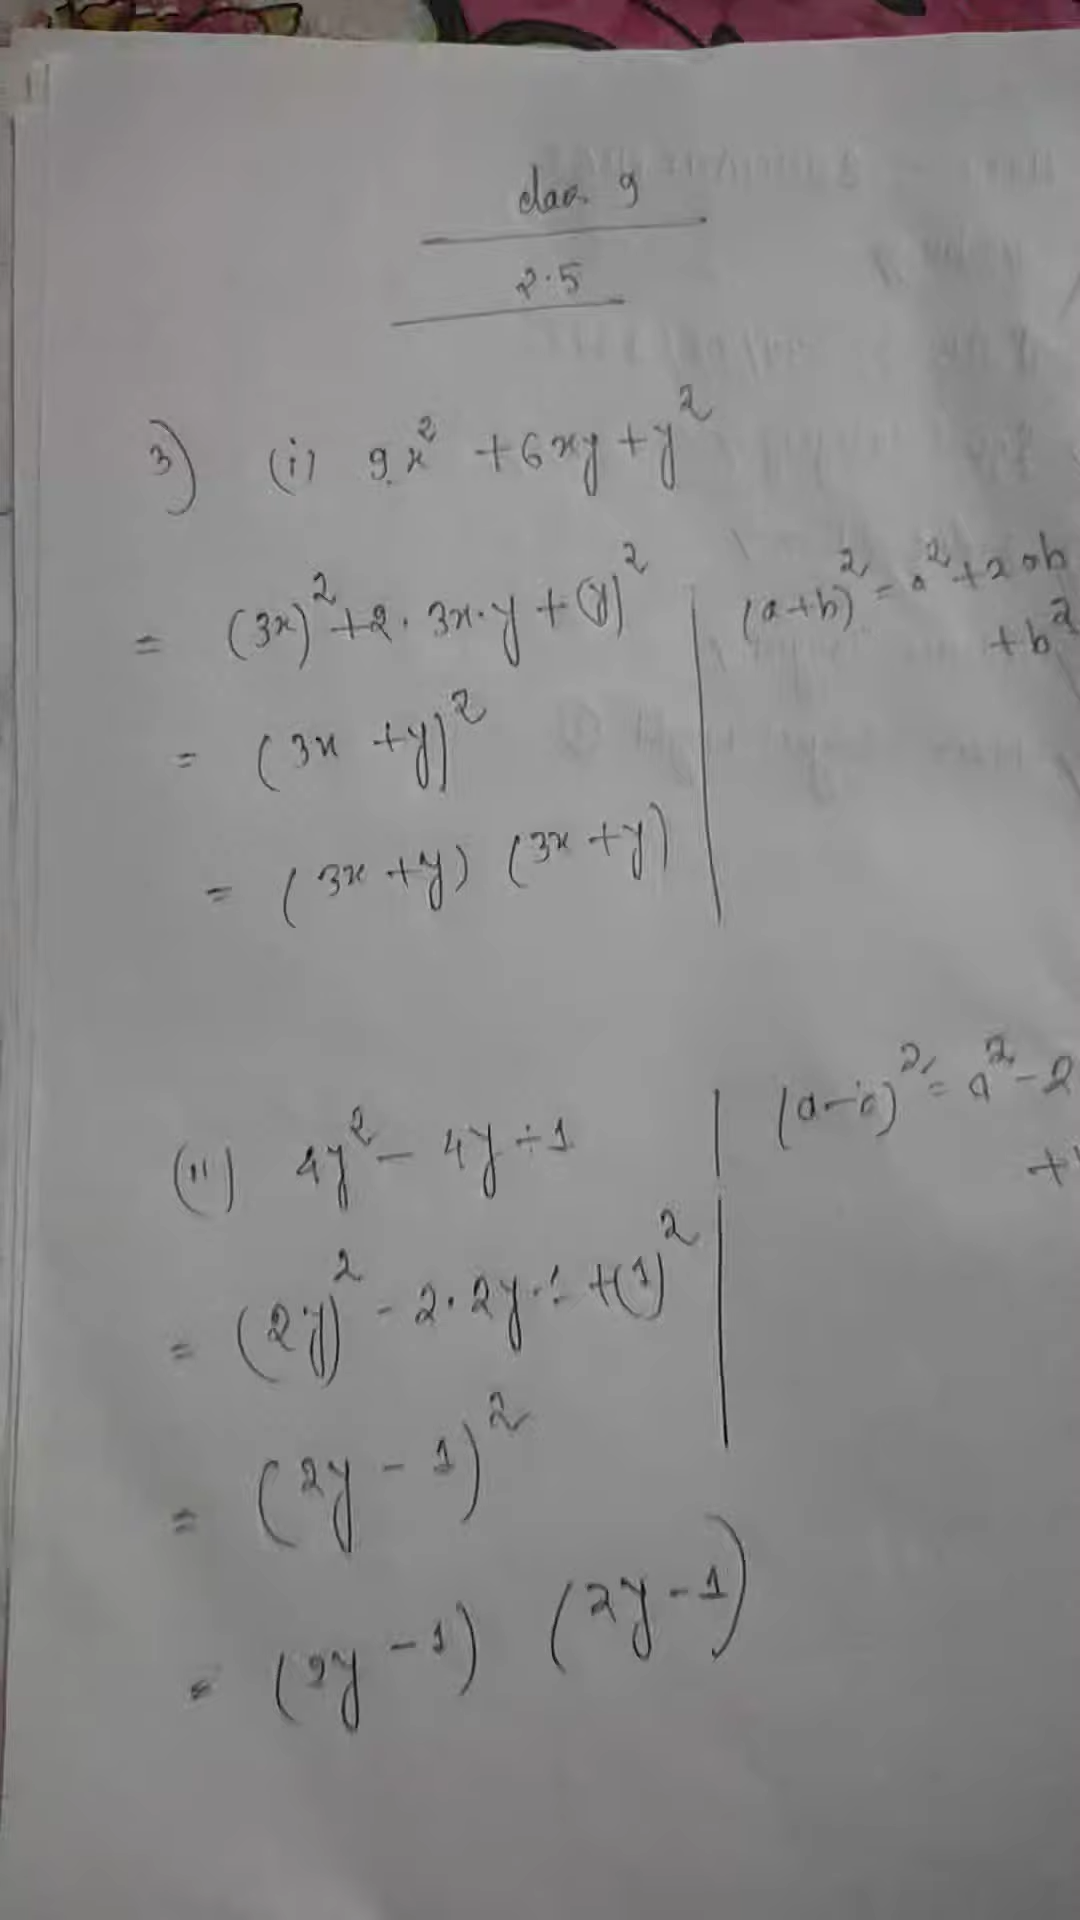 class 9
2.5
3) (i) 9x² + 6xy + y²
= (3x)² + 2 · 3x · y + (y)²
(a+b)² = a² + 2ab
+ b²
= (3x + y)²
= (3x + y) (3x + y)
(ii) 4y² - 4y + 1
(a-b)² = a² - 2
+
= (2y)² - 2 · 2y · 1 + (1)²
= (2y - 1)²
= (2y - 1) (2y - 1)